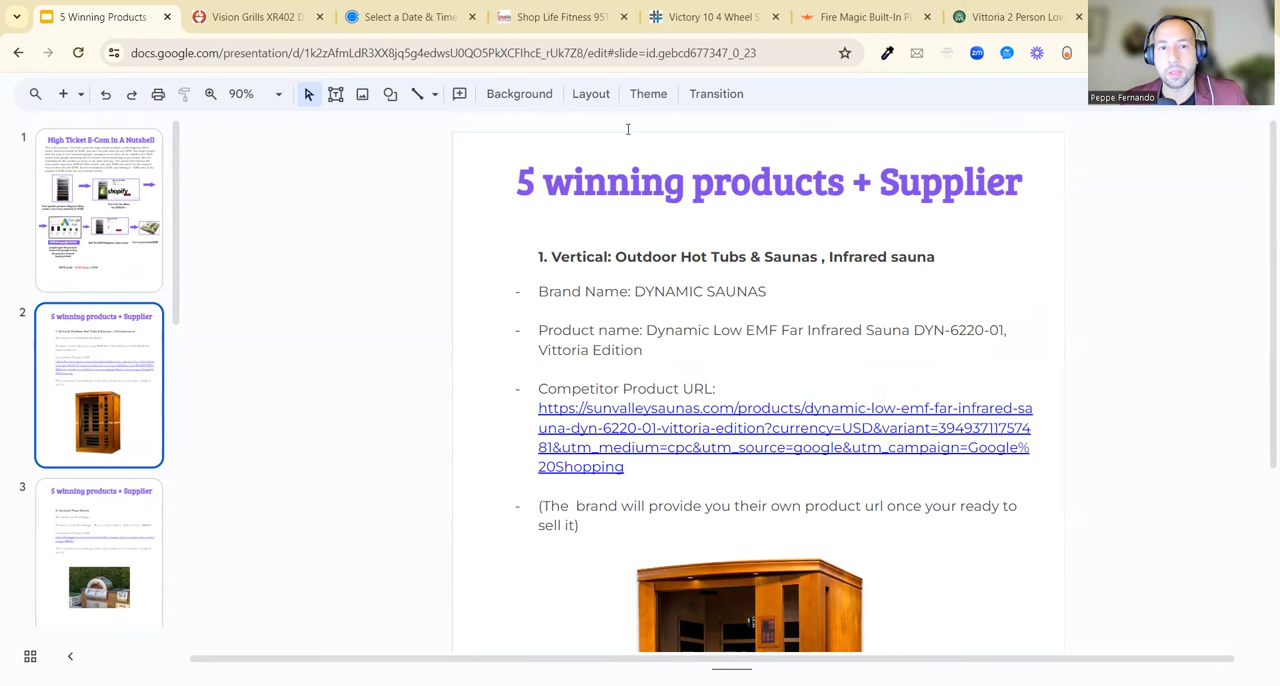 5 Winning Products -
Vision Grills XR402 D
Select a Date & Time
Shop Life Fitness 95T
Victory 10 4 Wheel S
Fire Magic Built-In Pi
Vittoria 2 Person Low
docs.google.com/presentation/d/1k2zAfmLdR3XX8jq5g4edwsU0QO5PkXCFIhcE_rUk7Z8/edit#slide=id.gebcd677347_0_23
zm
Peppe Fernando
90%
Background
Layout
Theme
Transition
1
High Ticket E-Com In A Nutshell
shopify
2
5 winning products + Supplier
3
5 winning products + Supplier
5 winning products + Supplier
1. Vertical: Outdoor Hot Tubs & Saunas , Infrared sauna
- Brand Name: DYNAMIC SAUNAS
- Product name: Dynamic Low EMF Far Infrared Sauna DYN-6220-01,
Vittoria Edition
- Competitor Product URL:
https://sunvalleysaunas.com/products/dynamic-low-emf-far-infrared-sa
una-dyn-6220-01-vittoria-edition?currency=USD&variant=394937117574
81&utm_medium=cpc&utm_source=google&utm_campaign=Google%
20Shopping
- (The brand will provide you their own product url once your ready to
sell it)